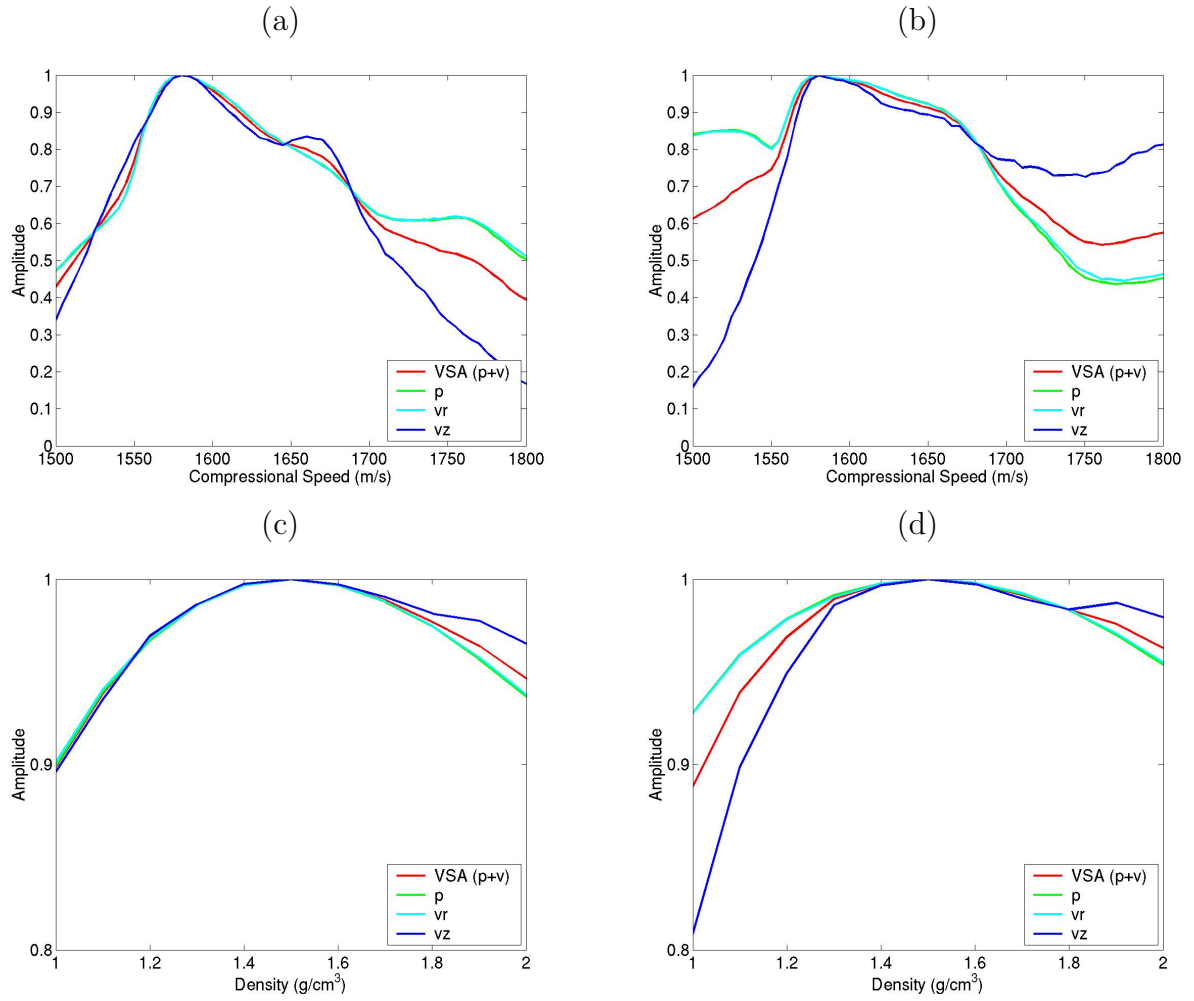 (a)
1
0.9
0.8
0.7
0.6
0.5
0.4
0.3
0.2
0.1
0
Amplitude
VSA (p+v)
p
vr
vz
1500 1550 1600 1650 1700 1750 1800
Compressional Speed (m/s)
(b)
1
0.9
0.8
0.7
0.6
0.5
0.4
0.3
0.2
0.1
0
Amplitude
VSA (p+v)
p
vr
vz
1500 1550 1600 1650 1700 1750 1800
Compressional Speed (m/s)
(c)
1
0.9
0.8
Amplitude
VSA (p+v)
p
vr
vz
1 1.2 1.4 1.6 1.8 2
Density (g/cm³)
(d)
1
0.9
0.8
Amplitude
VSA (p+v)
p
vr
vz
1 1.2 1.4 1.6 1.8 2
Density (g/cm³)